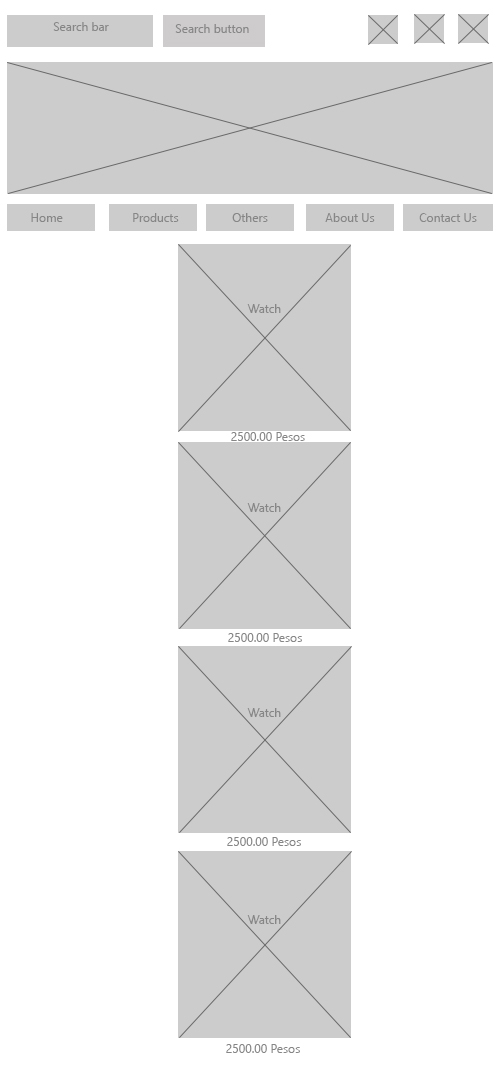 Search bar
Search button
Home
Products
Others
About Us
Contact Us
Watch
2500.00 Pesos
Watch
2500.00 Pesos
Watch
2500.00 Pesos
Watch
2500.00 Pesos